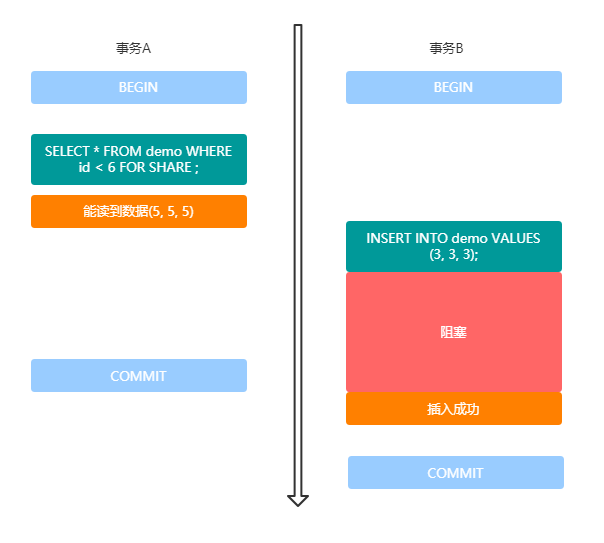 事务A
事务B
BEGIN
BEGIN
SELECT * FROM demo WHERE
id < 6 FOR SHARE ;
能读到数据(5, 5, 5)
INSERT INTO demo VALUES
(3, 3, 3);
阻塞
COMMIT
插入成功
COMMIT